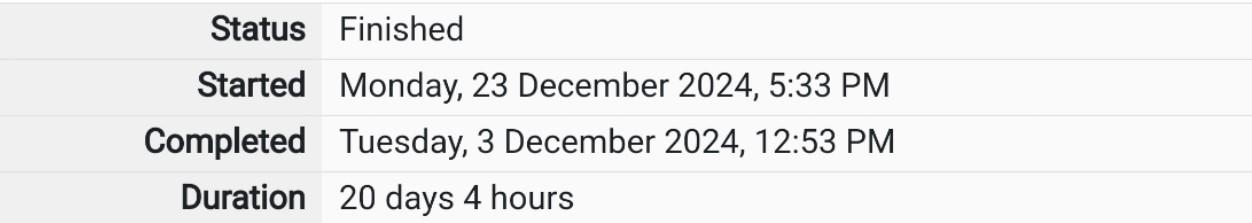 Status Finished
Started Monday, 23 December 2024, 5:33 PM
Completed Tuesday, 3 December 2024, 12:53 PM
Duration 20 days 4 hours